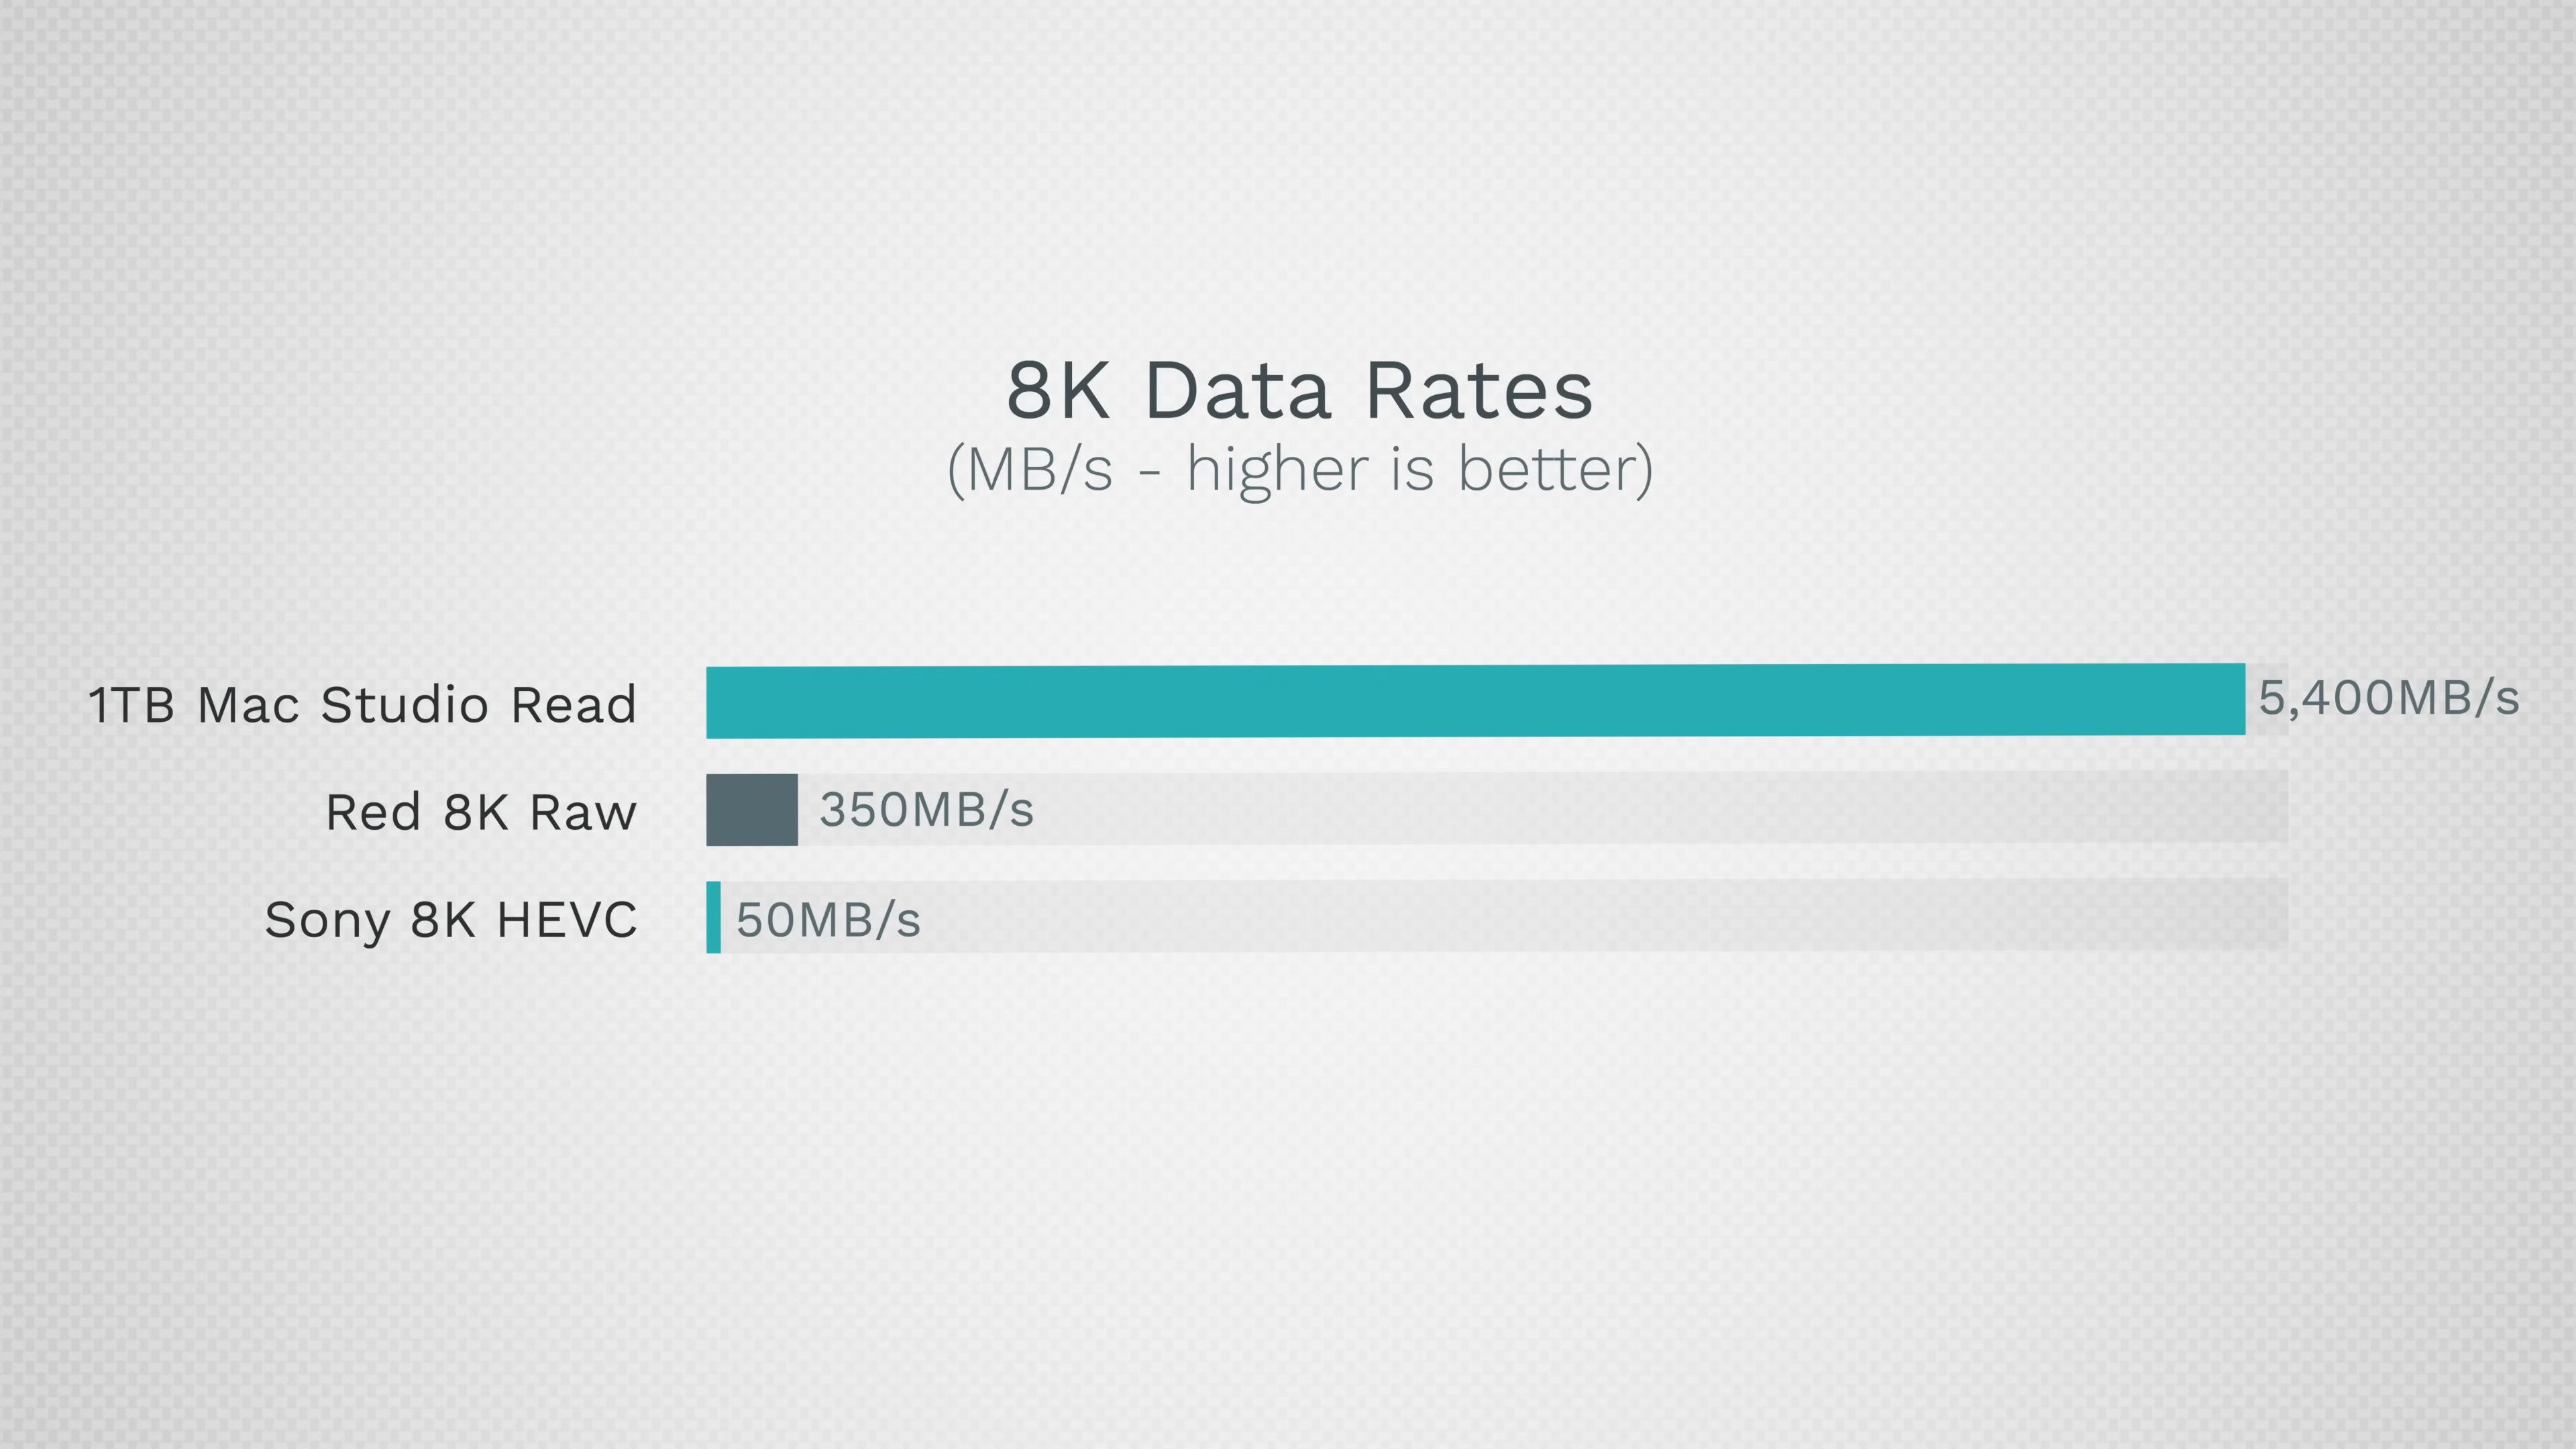 8K Data Rates
(MB/s - higher is better)
1TB Mac Studio Read 5,400MB/s
Red 8K Raw 350MB/s
Sony 8K HEVC 50MB/s